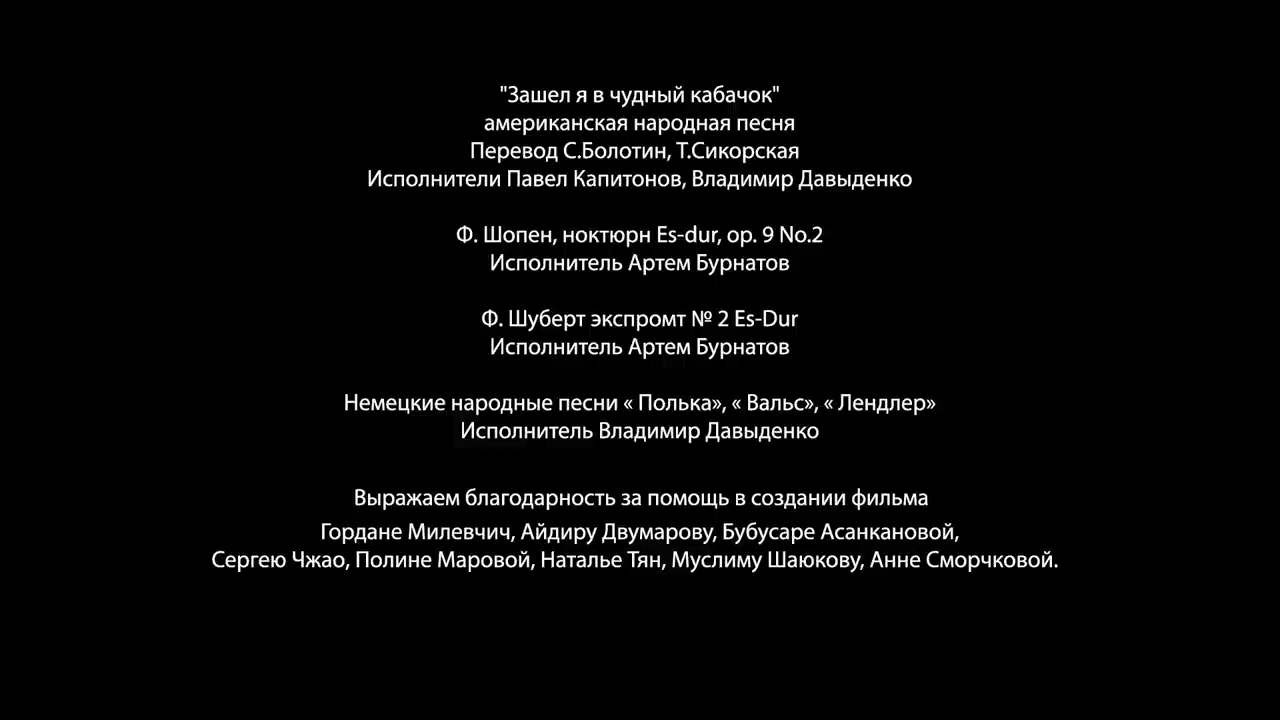 "Зашел я в чудный кабачок"
американская народная песня
Перевод С.Болотин, Т.Сикорская
Исполнители Павел Капитонов, Владимир Давыденко
Ф. Шопен, ноктюрн Es-dur, op. 9 No.2
Исполнитель Артем Бурнатов
Ф. Шуберт экспромт № 2 Es-Dur
Исполнитель Артем Бурнатов
Немецкие народные песни « Полька», « Вальс», « Лендлер»
Исполнитель Владимир Давыденко
Выражаем благодарность за помощь в создании фильма
Гордане Милевчич, Айдиру Двумарову, Бубусаре Асанкановой,
Сергею Чжао, Полине Маровой, Наталье Тян, Муслиму Шаюкову, Анне Сморчковой.